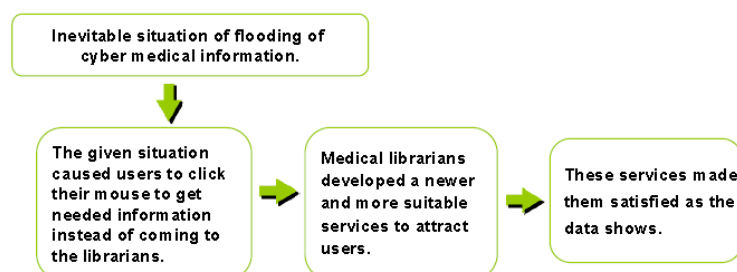 Inevitable situation of flooding of
cyber medical information.
The given situation
caused users to click
their mouse to get
needed information
instead of coming to
the librarians.
Medical librarians
developed a newer
and more suitable
services to attract
users.
These services made
them satisfied as the
data shows.